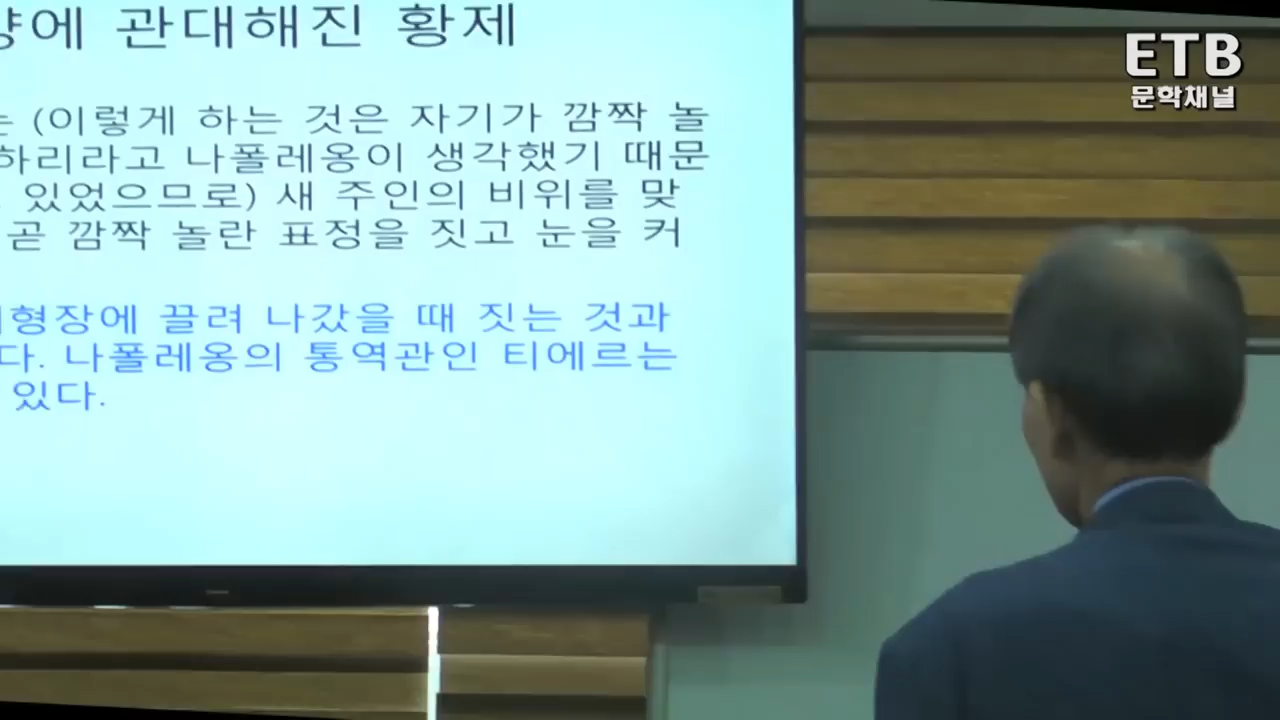 에 관대해진 황제
ETB
문학채널
(이렇게 하는 것은 자기가 깜짝 놀
하리라고 나폴레옹이 생각했기 때문
있었으므로) 새 주인의 비위를 맞
곧 깜짝 놀란 표정을 짓고 눈을 커
형장에 끌려 나갔을 때 짓는 것과
다. 나폴레옹의 통역관인 티에르는
있다.